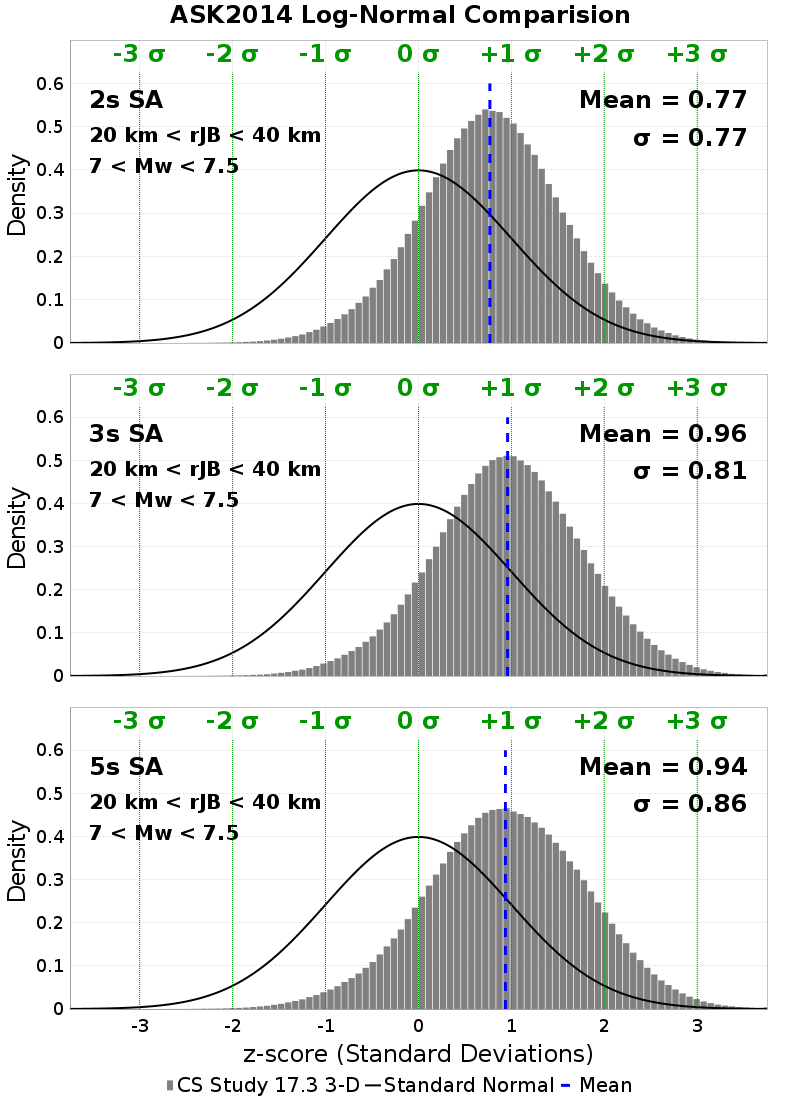 ASK2014 Log-Normal Comparision
-3 σ -2 σ -1 σ 0 σ +1 σ +2 σ +3 σ
2s SA
20 km < rJB < 40 km
7 < Mw < 7.5
Mean = 0.77
σ = 0.77
Density
0.6
0.5
0.4
0.3
0.2
0.1
0
-3 σ -2 σ -1 σ 0 σ +1 σ +2 σ +3 σ
3s SA
20 km < rJB < 40 km
7 < Mw < 7.5
Mean = 0.96
σ = 0.81
Density
0.6
0.5
0.4
0.3
0.2
0.1
0
-3 σ -2 σ -1 σ 0 σ +1 σ +2 σ +3 σ
5s SA
20 km < rJB < 40 km
7 < Mw < 7.5
Mean = 0.94
σ = 0.86
Density
0.6
0.5
0.4
0.3
0.2
0.1
0
-3 -2 -1 0 1 2 3
z-score (Standard Deviations)
CS Study 17.3 3-D Standard Normal Mean